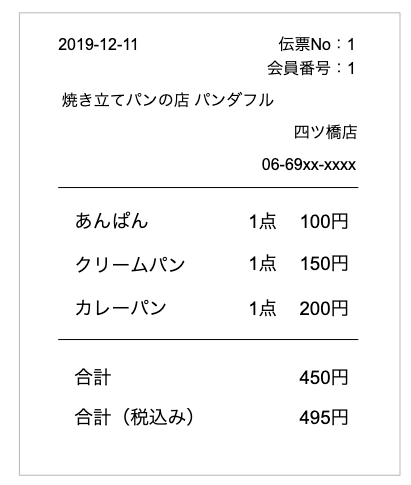 2019-12-11 伝票No：1
会員番号：1
焼き立てパンの店 パンダフル
四ツ橋店
06-69xx-xxxx
あんぱん 1点 100円
クリームパン 1点 150円
カレーパン 1点 200円
合計 450円
合計（税込み） 495円